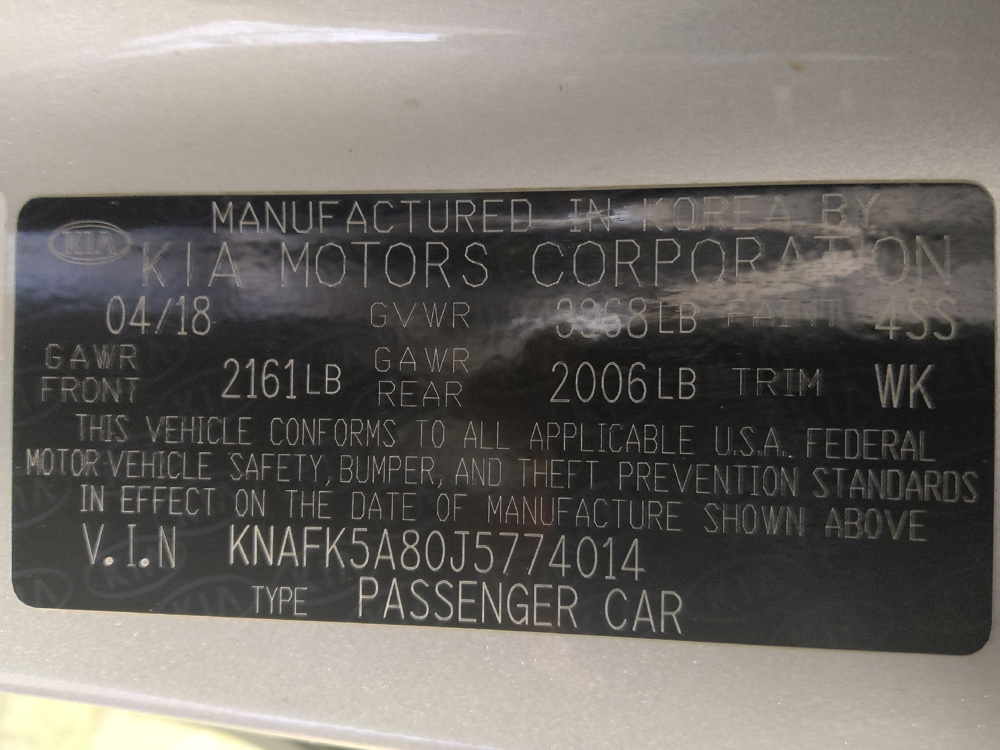 MANUFACTURED IN KOREA BY
KIA
KIA MOTORS CORPORATION
04/18 GVWR 3968LB PAINT 4SS
GAWR FRONT 2161LB GAWR REAR 2006LB TRIM WK
THIS VEHICLE CONFORMS TO ALL APPLICABLE U.S.A. FEDERAL
MOTOR VEHICLE SAFETY, BUMPER, AND THEFT PREVENTION STANDARDS
IN EFFECT ON THE DATE OF MANUFACTURE SHOWN ABOVE
V.I.N KNAFK5A80J5774014
TYPE PASSENGER CAR